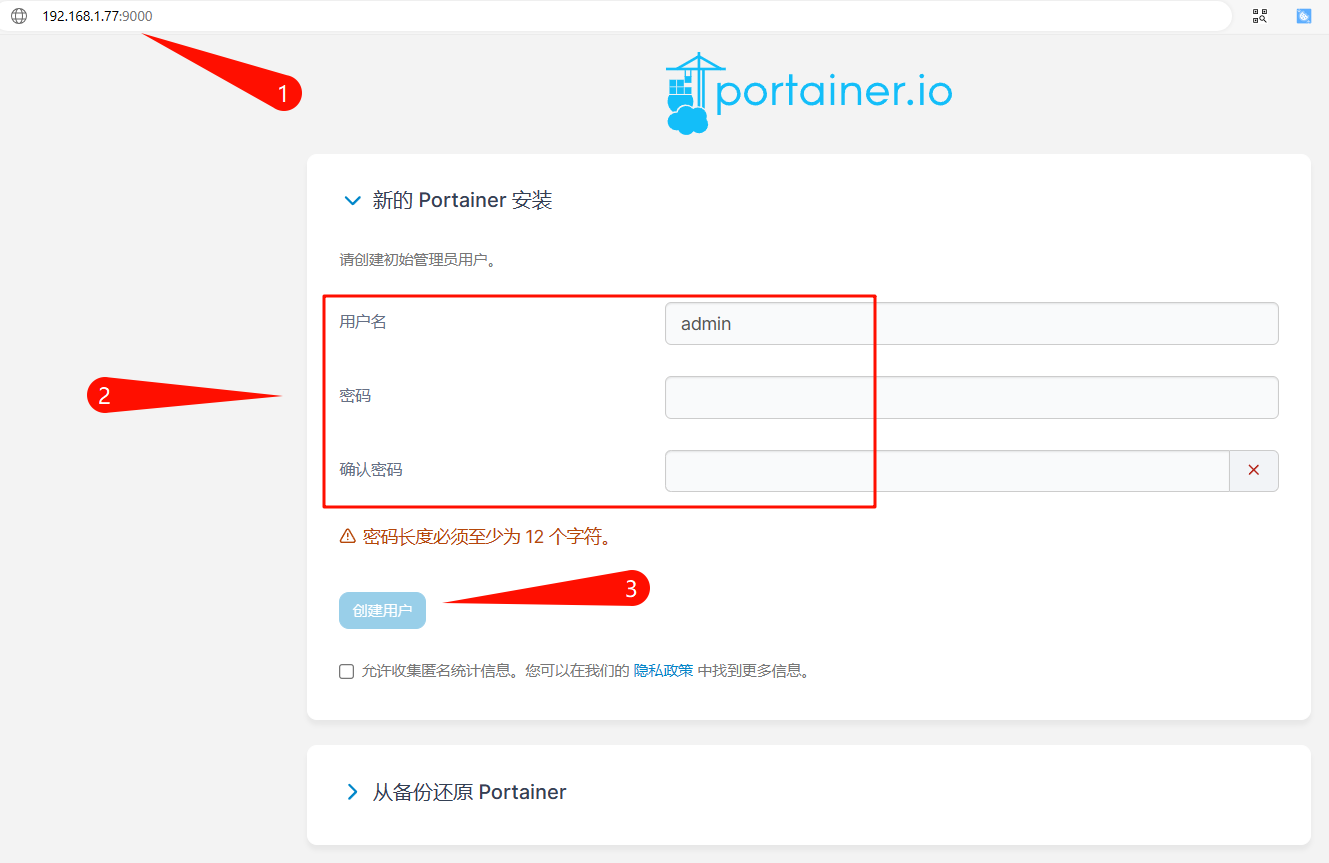 192.168.1.77:9000
1
portainer.io
新的 Portainer 安装
请创建初始管理员用户。
用户名
admin
2
密码
确认密码
密码长度必须至少为 12 个字符。
3
创建用户
允许收集匿名统计信息。您可以在我们的 隐私政策 中找到更多信息。
从备份还原 Portainer